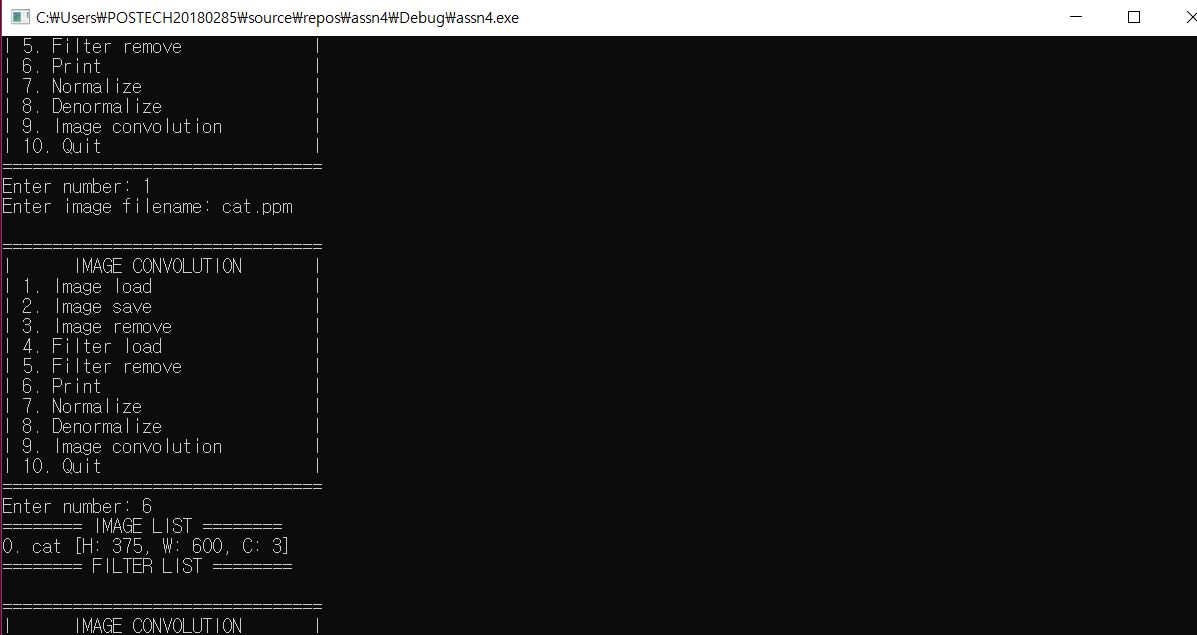 C:₩Users₩POSTECH20180285₩source₩repos₩assn4₩Debug₩assn4.exe
| 5. Filter remove |
| 6. Print |
| 7. Normalize |
| 8. Denormalize |
| 9. Image convolution |
| 10. Quit |
================================
Enter number: 1
Enter image filename: cat.ppm
================================
| IMAGE CONVOLUTION |
| 1. Image load |
| 2. Image save |
| 3. Image remove |
| 4. Filter load |
| 5. Filter remove |
| 6. Print |
| 7. Normalize |
| 8. Denormalize |
| 9. Image convolution |
| 10. Quit |
================================
Enter number: 6
======== IMAGE LIST ========
0. cat [H: 375, W: 600, C: 3]
======== FILTER LIST ========
================================
| IMAGE CONVOLUTION |